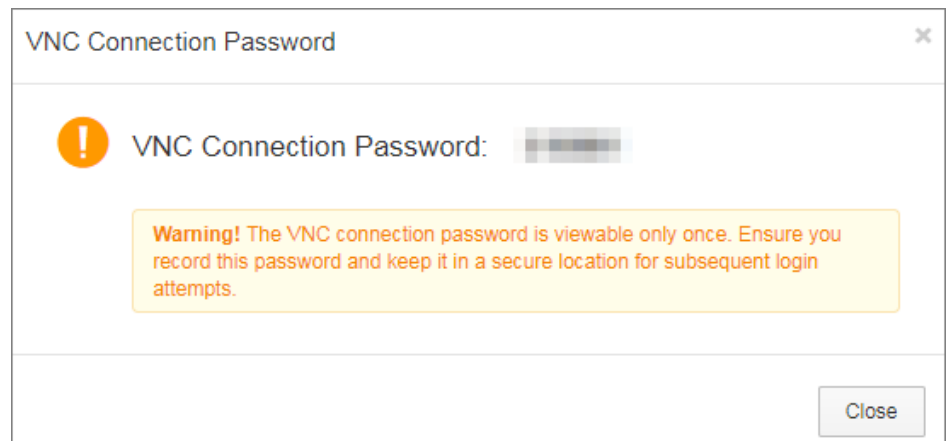 VNC Connection Password
VNC Connection Password:
Warning! The VNC connection password is viewable only once. Ensure you
record this password and keep it in a secure location for subsequent login
attempts.
Close